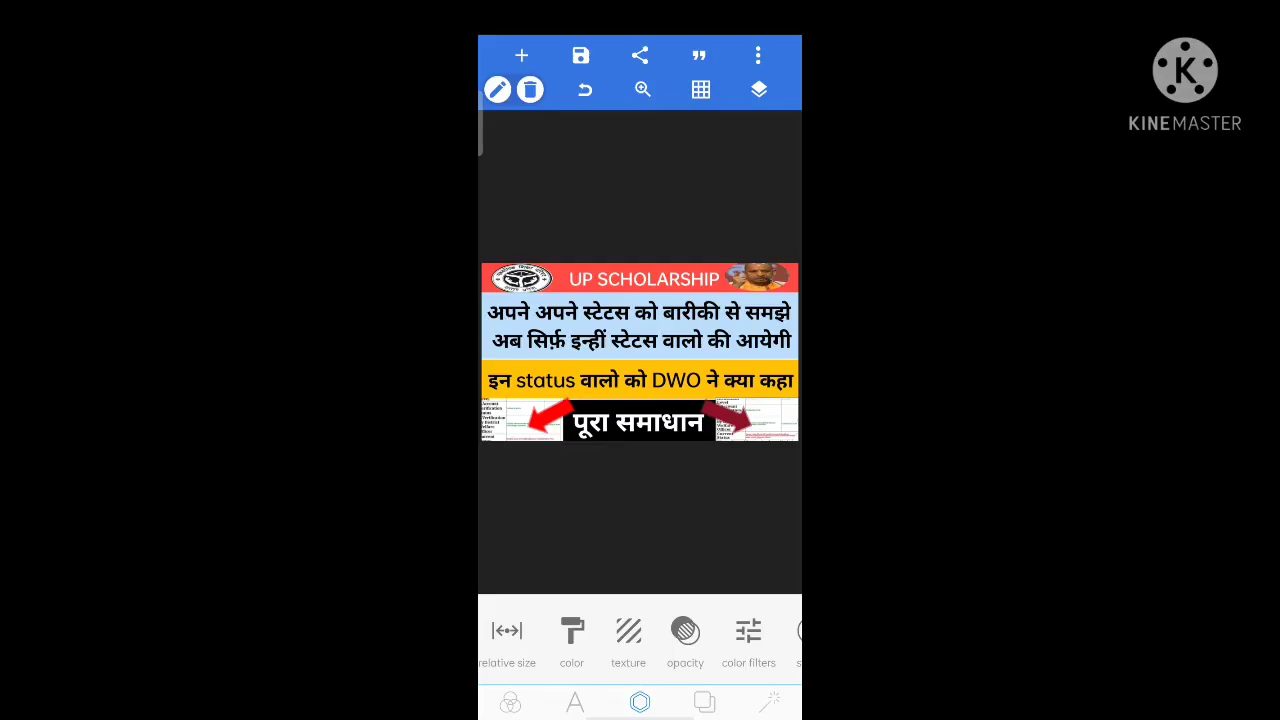 KINEMASTER
UP SCHOLARSHIP
अपने अपने स्टेटस को बारीकी से समझे
अब सिर्फ़ इन्हीं स्टेटस वालो की आयेगी
इन status वालो को DWO ने क्या कहा
पूरा समाधान
relative size
color
texture
opacity
color filters